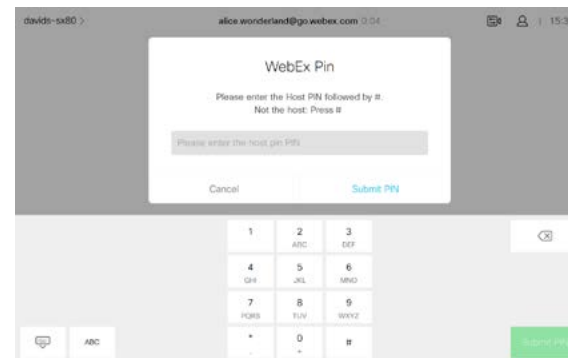 davids-sx80 >
alice.wonderland@go.webex.com 0:04
15:3
WebEx Pin
Please enter the Host PIN followed by #.
Not the host: Press #
Please enter the host pin PIN
Cancel
Submit PIN
1
2
ABC
3
DEF
4
GHI
5
JKL
6
MNO
7
PQRS
8
TUV
9
WXYZ
*
.
0
+
#
ABC
Submit PIN